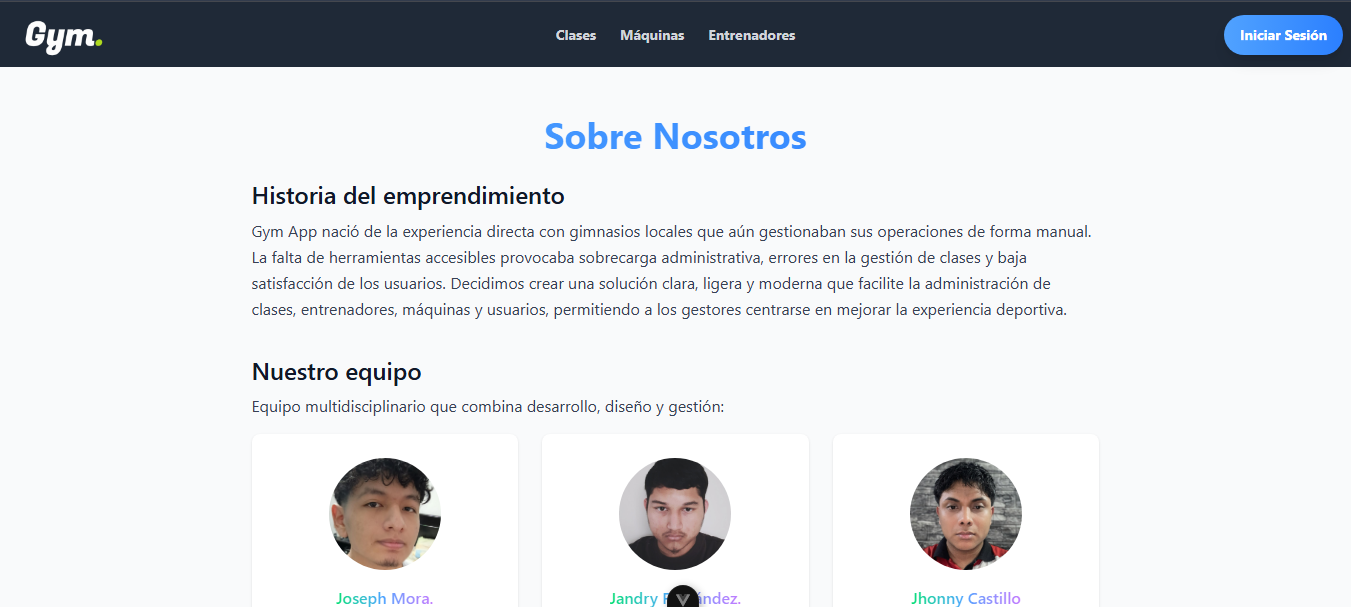 Gym.
Clases Máquinas Entrenadores
Iniciar Sesión
Sobre Nosotros
Historia del emprendimiento
Gym App nació de la experiencia directa con gimnasios locales que aún gestionaban sus operaciones de forma manual.
La falta de herramientas accesibles provocaba sobrecarga administrativa, errores en la gestión de clases y baja
satisfacción de los usuarios. Decidimos crear una solución clara, ligera y moderna que facilite la administración de
clases, entrenadores, máquinas y usuarios, permitiendo a los gestores centrarse en mejorar la experiencia deportiva.
Nuestro equipo
Equipo multidisciplinario que combina desarrollo, diseño y gestión:
Joseph Mora.
Jandry
Jhonny Castillo